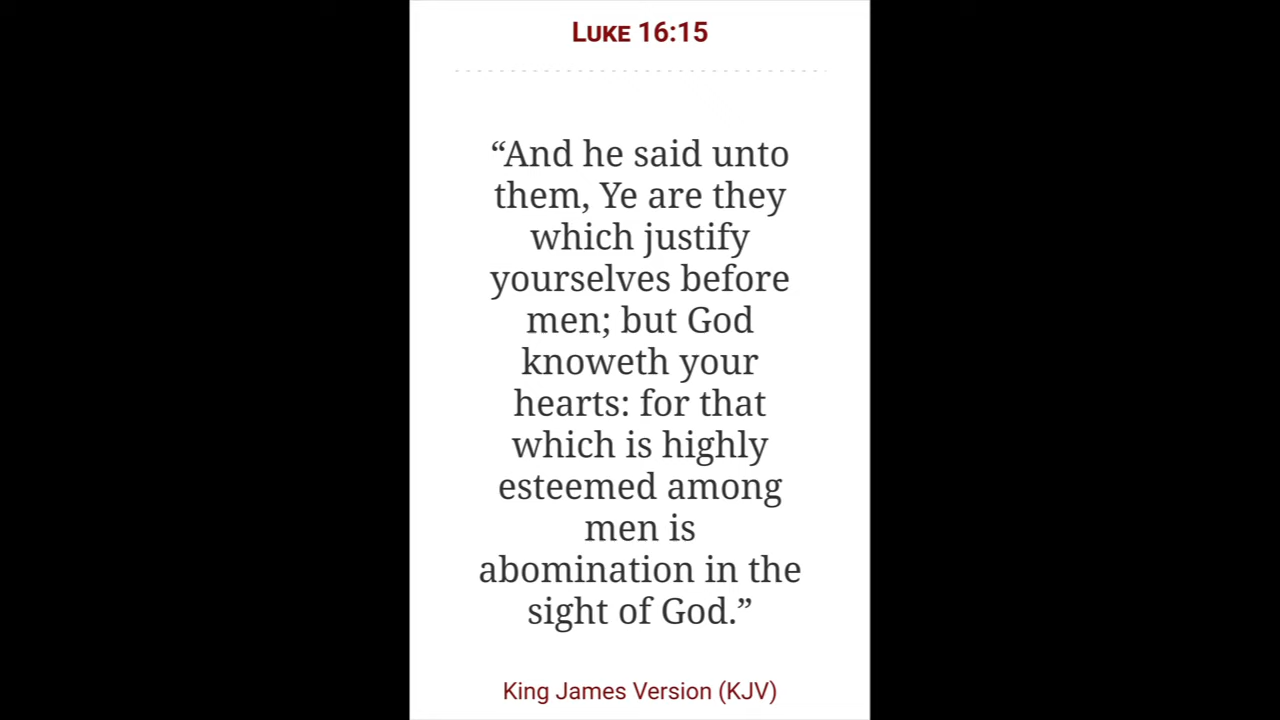 Luke 16:15
“And he said unto
them, Ye are they
which justify
yourselves before
men; but God
knoweth your
hearts: for that
which is highly
esteemed among
men is
abomination in the
sight of God.”
King James Version (KJV)